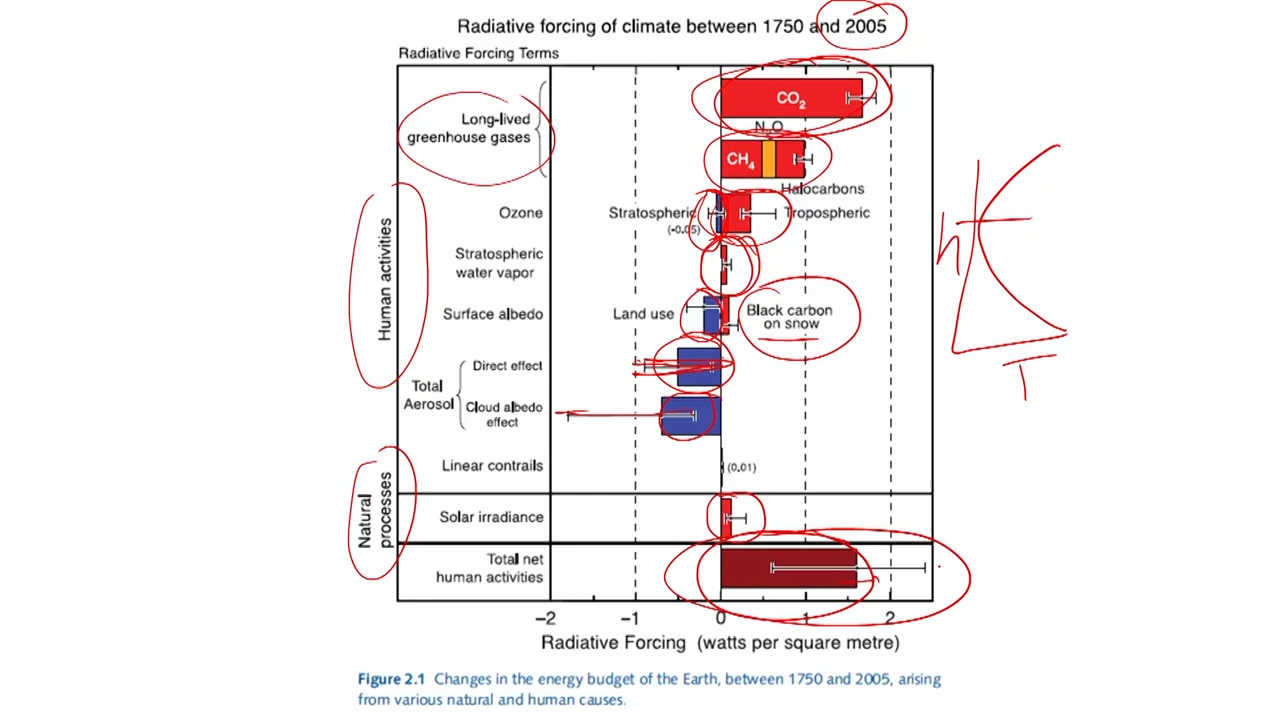 Radiative forcing of climate between 1750 and 2005
Radiative Forcing Terms
CO₂
Long-lived
greenhouse gases
N₂O
CH₄
Halocarbons
Human activities
Ozone
Stratospheric
(-0.05)
Tropospheric
Stratospheric
water vapor
Surface albedo
Land use
Black carbon
on snow
Total
Aerosol
Direct effect
Cloud albedo
effect
Linear contrails
(0.01)
Natural
processes
Solar irradiance
Total net
human activities
−2 −1 0 1 2
Radiative Forcing (watts per square metre)
Figure 2.1 Changes in the energy budget of the Earth, between 1750 and 2005, arising
from various natural and human causes.
h
T